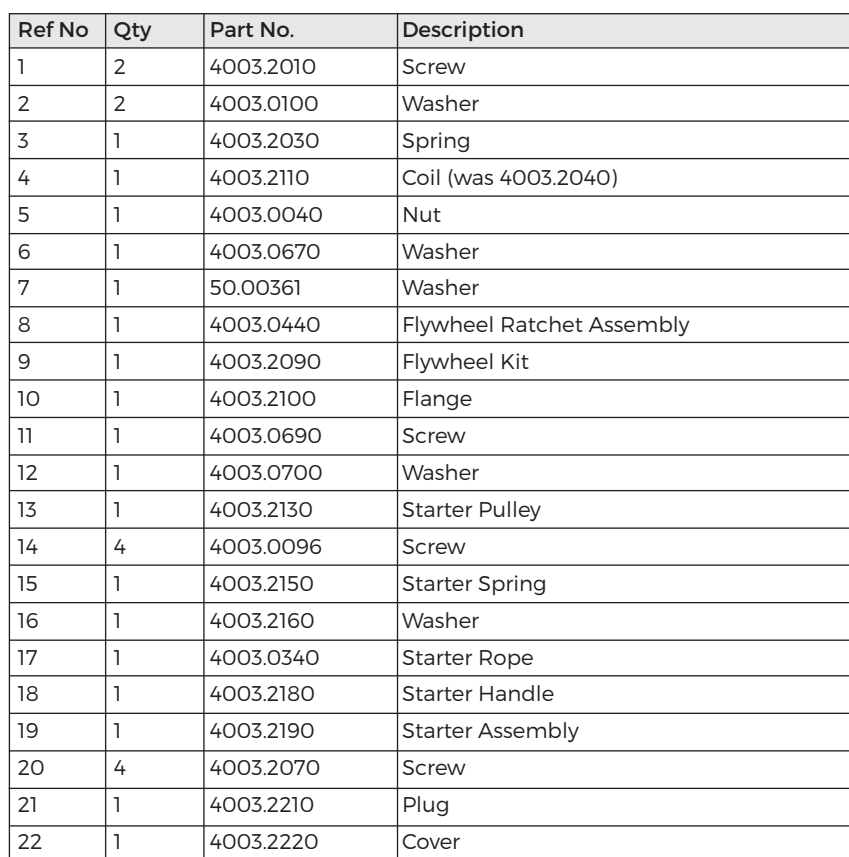 Ref No Qty Part No. Description
1 2 4003.2010 Screw
2 2 4003.0100 Washer
3 1 4003.2030 Spring
4 1 4003.2110 Coil (was 4003.2040)
5 1 4003.0040 Nut
6 1 4003.0670 Washer
7 1 50.00361 Washer
8 1 4003.0440 Flywheel Ratchet Assembly
9 1 4003.2090 Flywheel Kit
10 1 4003.2100 Flange
11 1 4003.0690 Screw
12 1 4003.0700 Washer
13 1 4003.2130 Starter Pulley
14 4 4003.0096 Screw
15 1 4003.2150 Starter Spring
16 1 4003.2160 Washer
17 1 4003.0340 Starter Rope
18 1 4003.2180 Starter Handle
19 1 4003.2190 Starter Assembly
20 4 4003.2070 Screw
21 1 4003.2210 Plug
22 1 4003.2220 Cover